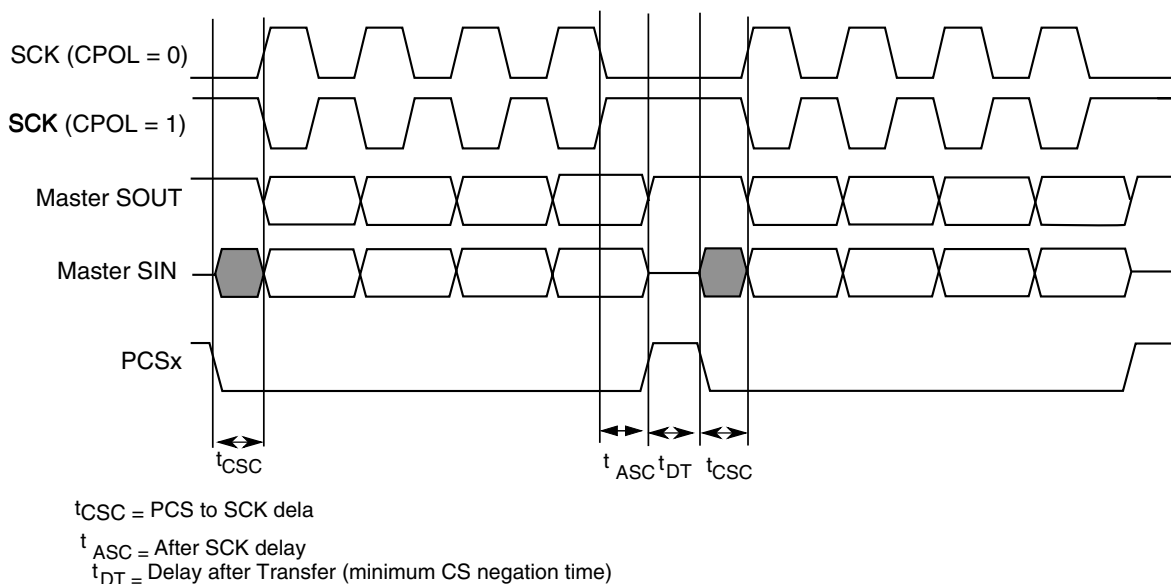 SCK (CPOL = 0)
SCK (CPOL = 1)
Master SOUT
Master SIN
PCSx
tCSC
t ASC
tDT
tCSC
tCSC = PCS to SCK dela
t ASC = After SCK delay
tDT = Delay after Transfer (minimum CS negation time)